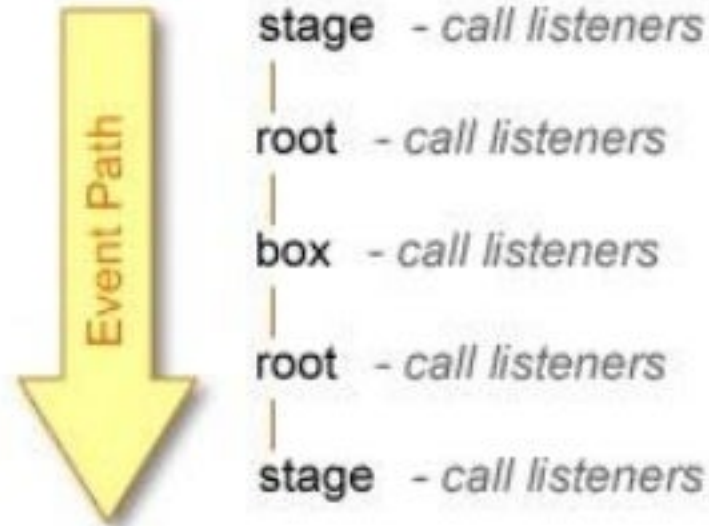 Event Path
stage - call listeners
root - call listeners
box - call listeners
root - call listeners
stage - call listeners